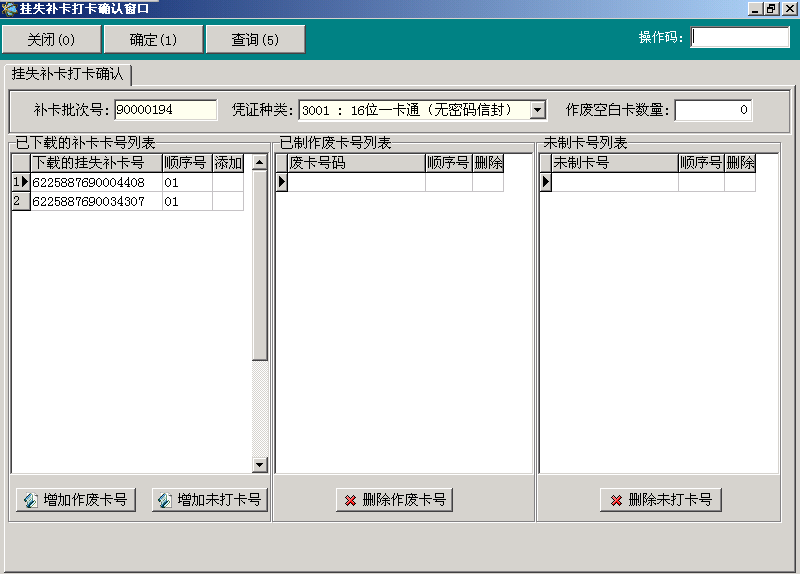 挂失补卡打卡确认窗口
关闭(0) 确定(1) 查询(5) 操作码:
挂失补卡打卡确认
补卡批次号: 90000194 凭证种类: 3001 : 16位一卡通 (无密码信封) 作废空白卡数量: 0
已下载的补卡卡号列表 已制作废卡号列表 未制卡号列表
下载的挂失补卡号 顺序号 添加 废卡号码 顺序号 删除 未制卡号 顺序号 删除
1 6225887690004408 01
2 6225887690034307 01
增加作废卡号 增加未打卡号 删除作废卡号 删除未打卡号